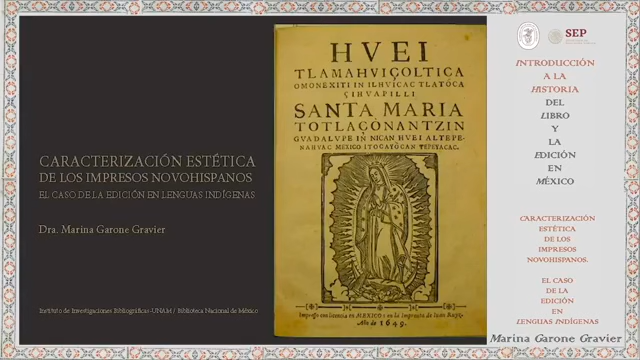 CARACTERIZACIÓN ESTÉTICA
DE LOS IMPRESOS NOVOHISPANOS
EL CASO DE LA EDICIÓN EN LENGUAS INDÍGENAS
Dra. Marina Garone Gravier
Instituto de Investigaciones Bibliográficas-UNAM / Biblioteca Nacional de México
HVEI
TLAMAHVIÇOLTICA
OMONEXITI IN ILHVICAC TLATÓCA
ÇIHVAPILLI
SANTA MARIA
TOTLAÇONANTZIN
GVADALVPE IN NICAN HVEI ALTEPE-
NAHVAC MEXICO ITOCAYOCAN TEPEYACAC.
Impresso con licencia en MEXICO: en la Imprenta de Iuan Ruyz.
Año de 1649.
SEP
INTRODUCCIÓN
A LA
HISTORIA
DEL
LIBRO
Y
LA
EDICIÓN
EN
MÉXICO
CARACTERIZACIÓN
ESTÉTICA
DE LOS
IMPRESOS
NOVOHISPANOS.
EL CASO
DE LA
EDICIÓN
EN
LENGUAS INDÍGENAS
Marina Garone Gravier